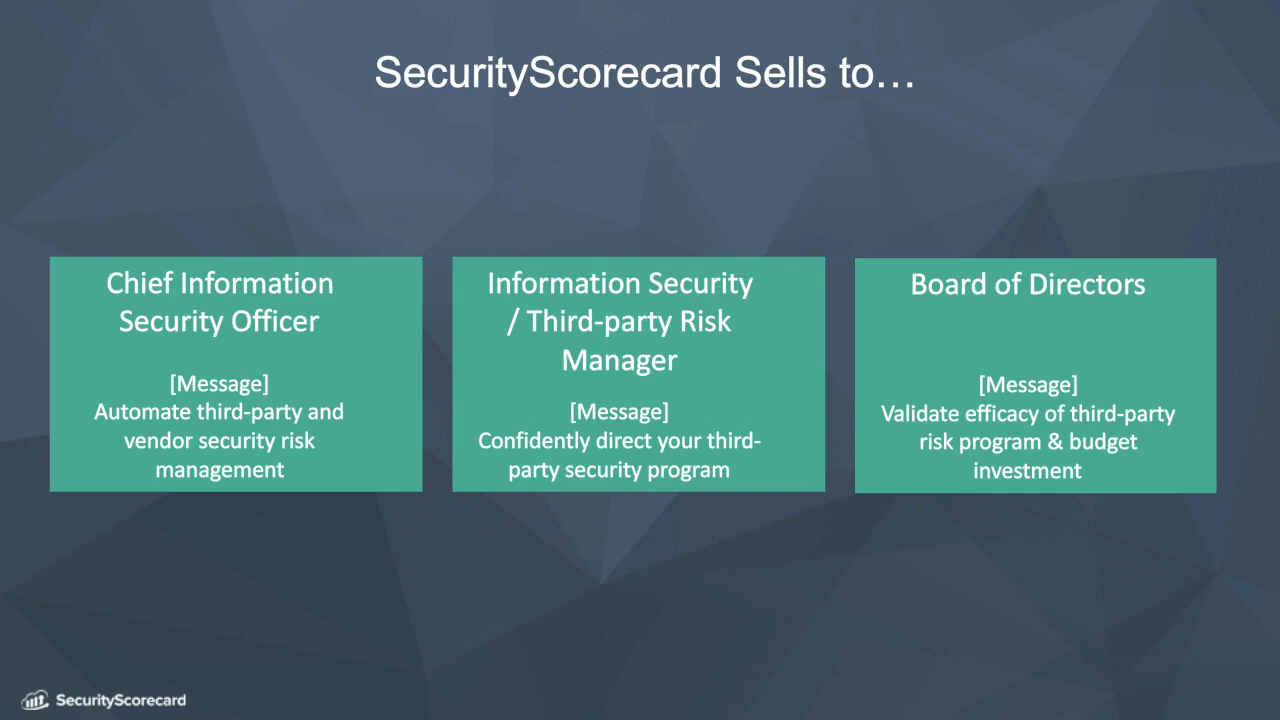 SecurityScorecard Sells to…
Chief Information
Security Officer
[Message]
Automate third-party and
vendor security risk
management
Information Security
/ Third-party Risk
Manager
[Message]
Confidently direct your third-
party security program
Board of Directors
[Message]
Validate efficacy of third-party
risk program & budget
investment
SecurityScorecard